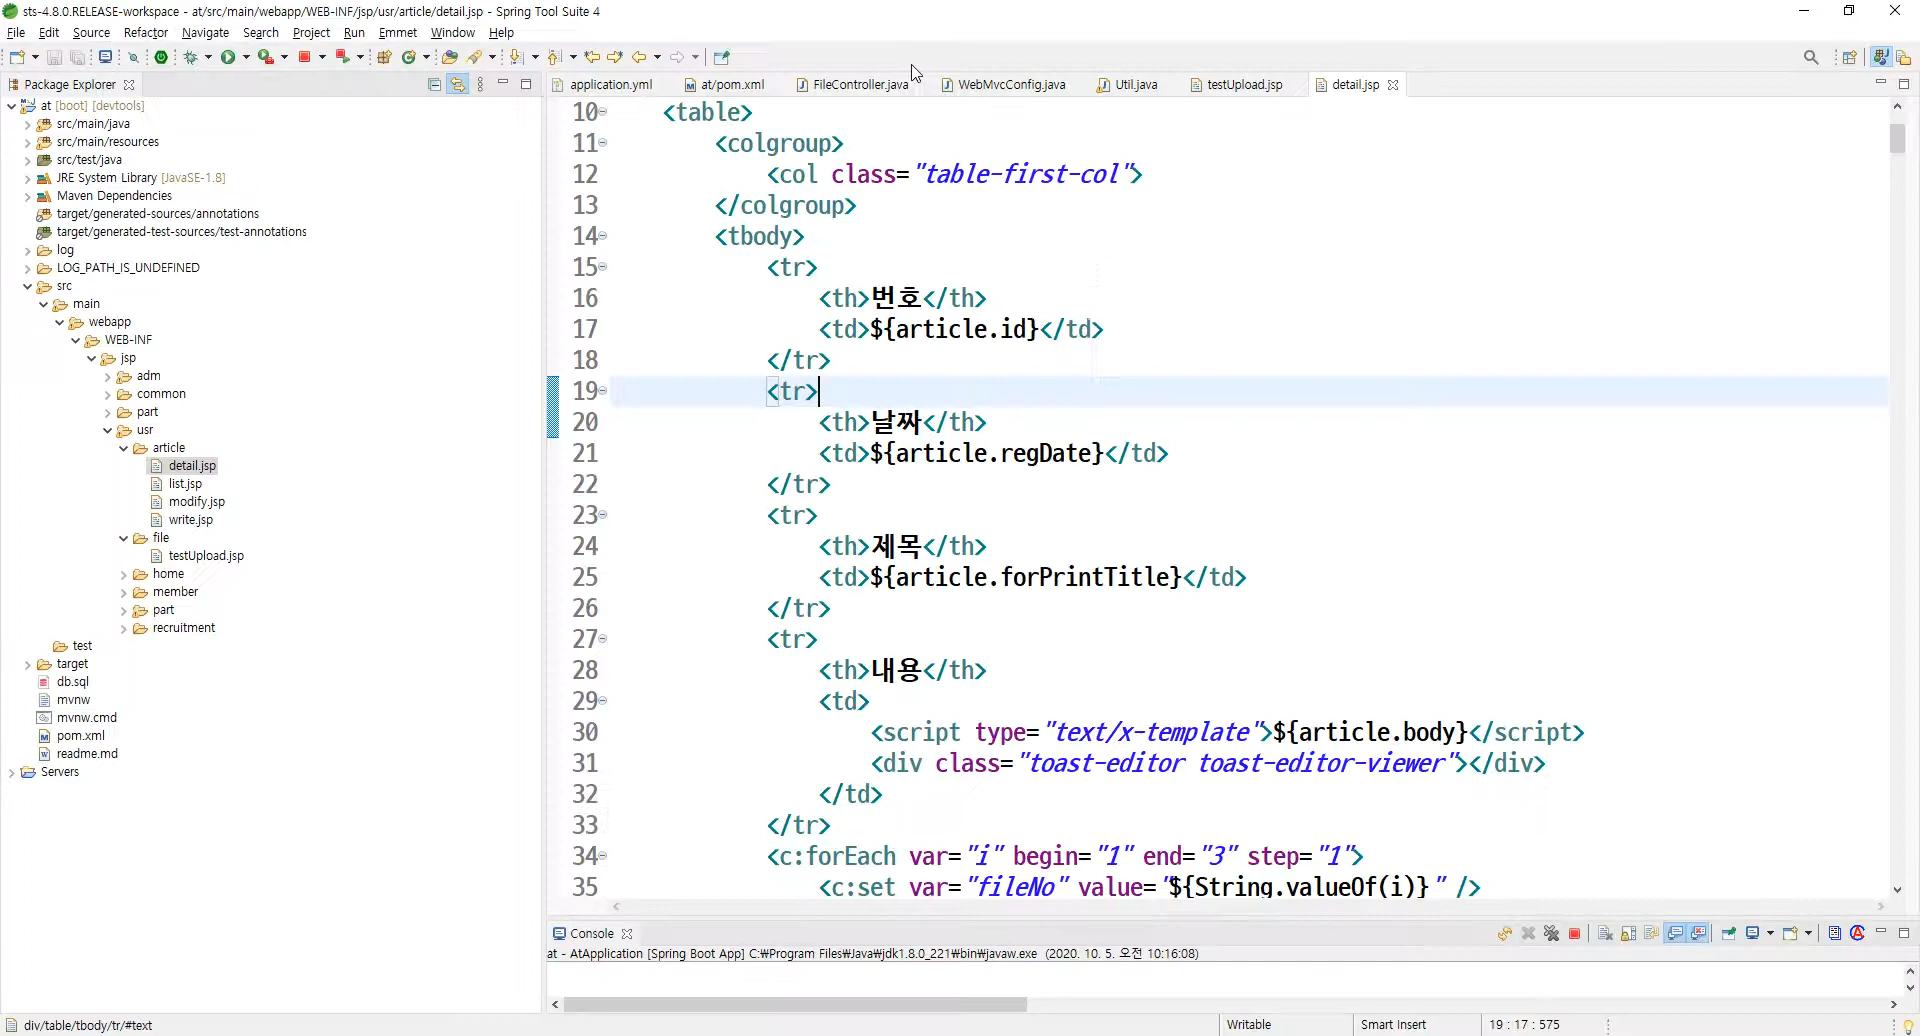 sts-4.8.0.RELEASE-workspace - at/src/main/webapp/WEB-INF/jsp/usr/article/detail.jsp - Spring Tool Suite 4
File Edit Source Refactor Navigate Search Project Run Emmet Window Help
Package Explorer
application.yml at/pom.xml FileController.java WebMvcConfig.java Util.java testUpload.jsp detail.jsp
at [boot] [devtools]
src/main/java
src/main/resources
src/test/java
JRE System Library [JavaSE-1.8]
Maven Dependencies
target/generated-sources/annotations
target/generated-test-sources/test-annotations
log
LOG_PATH_IS_UNDEFINED
src
main
webapp
WEB-INF
jsp
adm
common
part
usr
article
detail.jsp
list.jsp
modify.jsp
write.jsp
file
testUpload.jsp
home
member
part
recruitment
test
target
db.sql
mvnw
mvnw.cmd
pom.xml
readme.md
Servers
10 <table>
11 <colgroup>
12 <col class="table-first-col">
13 </colgroup>
14 <tbody>
15 <tr>
16 <th>번호</th>
17 <td>${article.id}</td>
18 </tr>
19 <tr>
20 <th>날짜</th>
21 <td>${article.regDate}</td>
22 </tr>
23 <tr>
24 <th>제목</th>
25 <td>${article.forPrintTitle}</td>
26 </tr>
27 <tr>
28 <th>내용</th>
29 <td>
30 <script type="text/x-template">${article.body}</script>
31 <div class="toast-editor toast-editor-viewer"></div>
32 </td>
33 </tr>
34 <c:forEach var="i" begin="1" end="3" step="1">
35 <c:set var="fileNo" value="${String.valueOf(i)}" />
Console
at - AtApplication [Spring Boot App] C:₩Program Files₩Java₩jdk1.8.0_221₩bin₩javaw.exe (2020. 10. 5. 오전 10:16:08)
div/table/tbody/tr/#text Writable Smart Insert 19 : 17 : 575